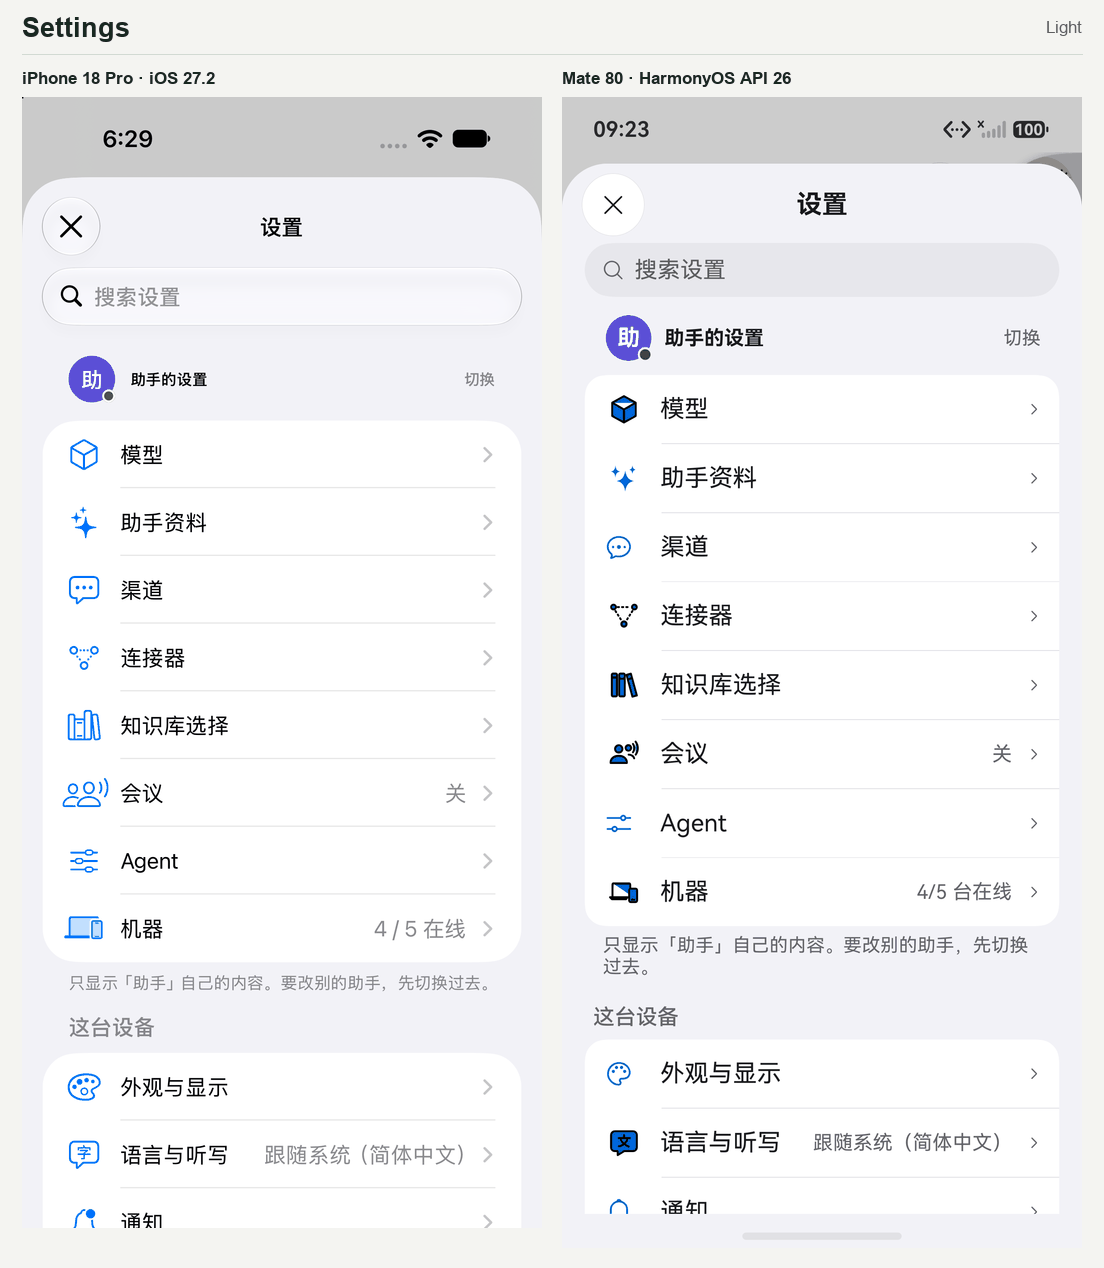 Settings
Light
iPhone 18 Pro · iOS 27.2
6:29
设置
搜索设置
助
助手的设置
切换
模型
助手资料
渠道
连接器
知识库选择
会议
关
Agent
机器
4 / 5 在线
只显示「助手」自己的内容。要改别的助手，先切换过去。
这台设备
外观与显示
字
语言与听写
跟随系统（简体中文）
通知
Mate 80 · HarmonyOS API 26
09:23
100
设置
搜索设置
助
助手的设置
切换
模型
助手资料
渠道
连接器
知识库选择
会议
关
Agent
机器
4/5 台在线
只显示「助手」自己的内容。要改别的助手，先切换
过去。
这台设备
外观与显示
文
语言与听写
跟随系统（简体中文）
通知